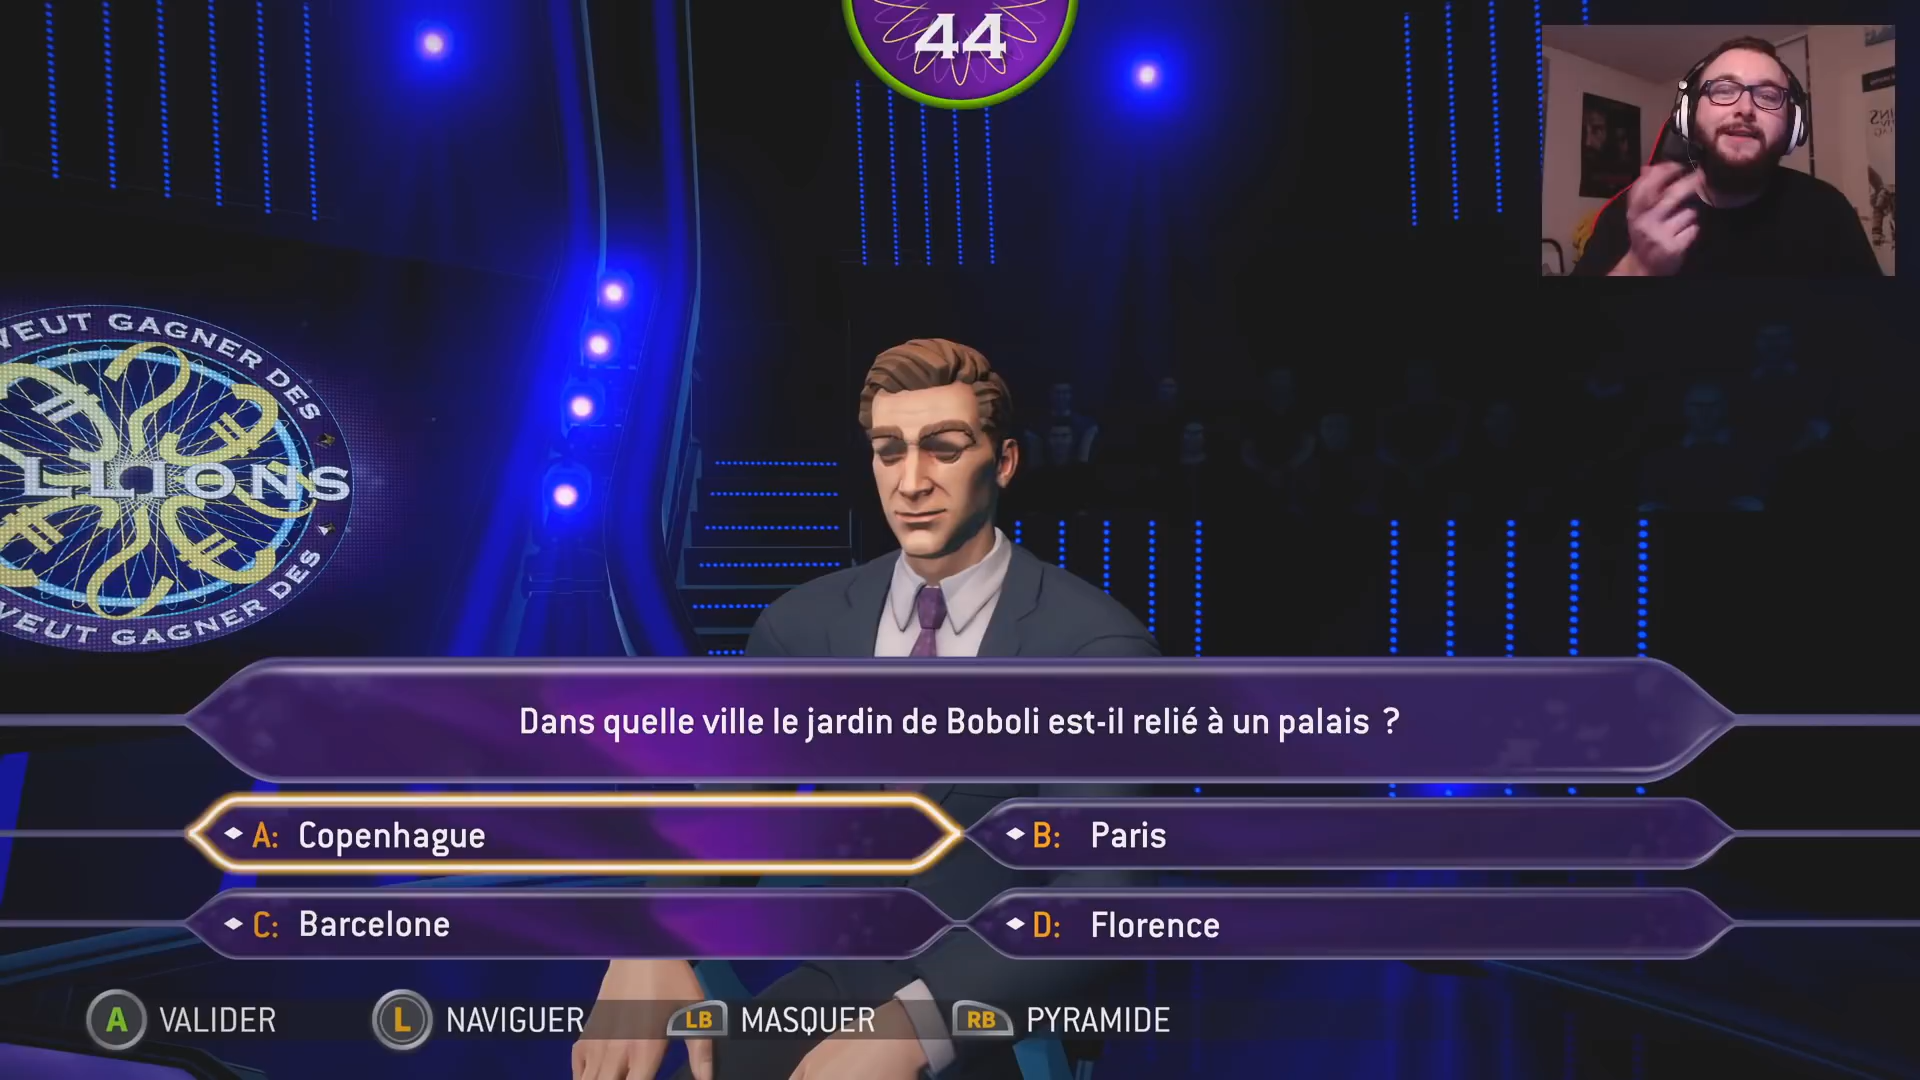 44
VEUT GAGNER DES
LLIONS
VEUT GAGNER DES
Dans quelle ville le jardin de Boboli est-il relié à un palais ?
A: Copenhague
B: Paris
C: Barcelone
D: Florence
A VALIDER
L NAVIGUER
LB MASQUER
RB PYRAMIDE